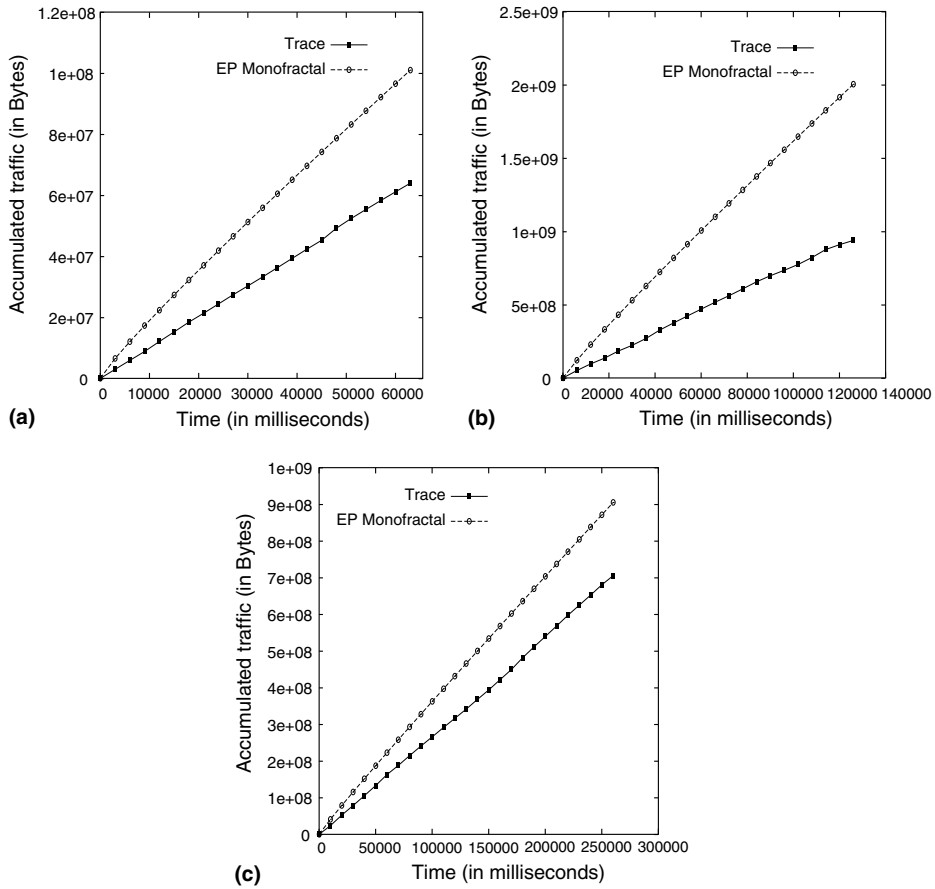 1.2e+08
1e+08
8e+07
6e+07
4e+07
2e+07
0
Accumulated traffic (in Bytes)
Trace
EP Monofractal
0 10000 20000 30000 40000 50000 60000
Time (in milliseconds)
(a)
2.5e+09
2e+09
1.5e+09
1e+09
5e+08
0
Accumulated traffic (in Bytes)
Trace
EP Monofractal
0 20000 40000 60000 80000 100000 120000 140000
Time (in milliseconds)
(b)
1e+09
9e+08
8e+08
7e+08
6e+08
5e+08
4e+08
3e+08
2e+08
1e+08
0
Accumulated traffic (in Bytes)
Trace
EP Monofractal
0 50000 100000 150000 200000 250000 300000
Time (in milliseconds)
(c)